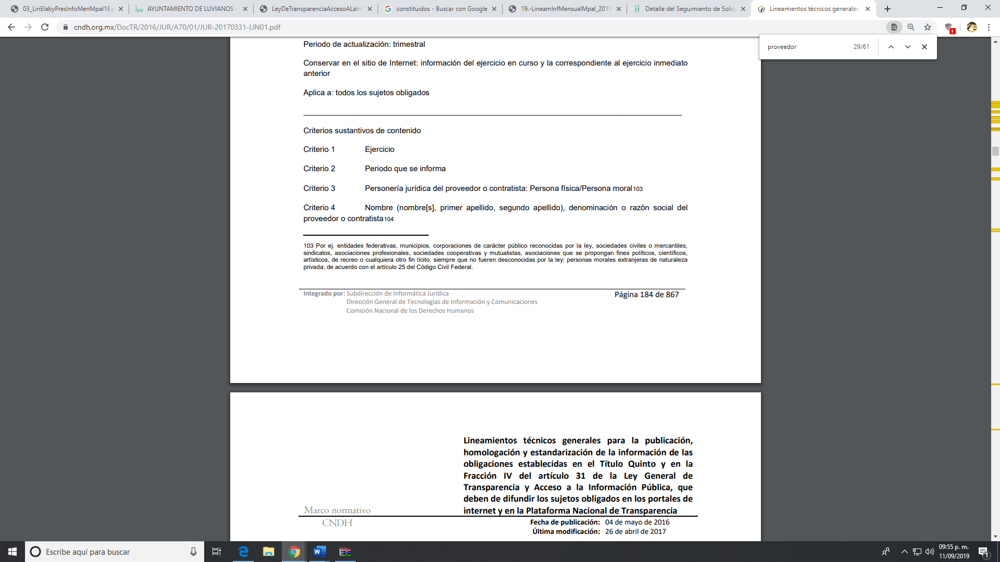 03_LinElabyPresInfoMenMpal18.p
AYUNTAMIENTO DE LUVIANOS -
LeyDeTransparenciaAccesoALaInf
constituidos - Buscar con Google
19.-LineamInfMensualMpal_2019
Detalle del Seguimiento de Solici
Lineamientos técnicos generales
cndh.org.mx/DocTR/2016/JUR/A70/01/JUR-20170331-LIN01.pdf
proveedor 29/61
Periodo de actualización: trimestral
Conservar en el sitio de Internet: información del ejercicio en curso y la correspondiente al ejercicio inmediato
anterior
Aplica a: todos los sujetos obligados
Criterios sustantivos de contenido
Criterio 1 Ejercicio
Criterio 2 Periodo que se informa
Criterio 3 Personería jurídica del proveedor o contratista: Persona física/Persona moral103
Criterio 4 Nombre (nombre[s], primer apellido, segundo apellido), denominación o razón social del
proveedor o contratista104
103 Por ej. entidades federativas, municipios, corporaciones de carácter público reconocidas por la ley, sociedades civiles o mercantiles,
sindicatos, asociaciones profesionales, sociedades cooperativas y mutualistas, asociaciones que se propongan fines políticos, científicos,
artísticos, de recreo o cualquiera otro fin lícito, siempre que no fueren desconocidas por la ley; personas morales extranjeras de naturaleza
privada; de acuerdo con el artículo 25 del Código Civil Federal.
Integrado por: Subdirección de Informática Jurídica
Dirección General de Tecnologías de Información y Comunicaciones
Comisión Nacional de los Derechos Humanos
Página 184 de 867
Lineamientos técnicos generales para la publicación,
homologación y estandarización de la información de las
obligaciones establecidas en el Título Quinto y en la
Fracción IV del artículo 31 de la Ley General de
Transparencia y Acceso a la Información Pública, que
deben de difundir los sujetos obligados en los portales de
internet y en la Plataforma Nacional de Transparencia
Marco normativo
CNDH
Fecha de publicación: 04 de mayo de 2016
Última modificación: 26 de abril de 2017
Escribe aquí para buscar
09:55 p. m.
11/09/2019
1